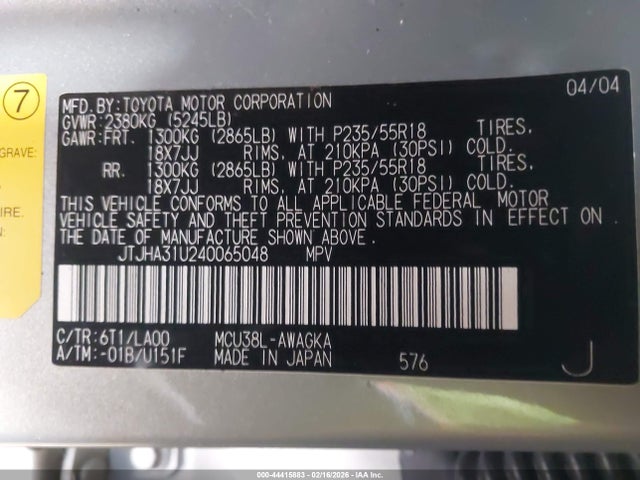 7
GRAVE:
IRE.
04/04
MFD.BY:TOYOTA MOTOR CORPORATION
GVWR:2380KG (5245LB)
GAWR:FRT. 1300KG (2865LB) WITH P235/55R18 TIRES,
18X7JJ RIMS, AT 210KPA (30PSI) COLD.
RR. 1300KG (2865LB) WITH P235/55R18 TIRES,
18X7JJ RIMS, AT 210KPA (30PSI) COLD.
THIS VEHICLE CONFORMS TO ALL APPLICABLE FEDERAL MOTOR
VEHICLE SAFETY AND THEFT PREVENTION STANDARDS IN EFFECT ON
THE DATE OF MANUFACTURE SHOWN ABOVE.
JTJHA31U240065048 MPV
C/TR:6T1/LA00 MCU38L-AWAGKA
A/TM:-01B/U151F MADE IN JAPAN 576 J
000-44415883 - 02/16/2026 - IAAI.com